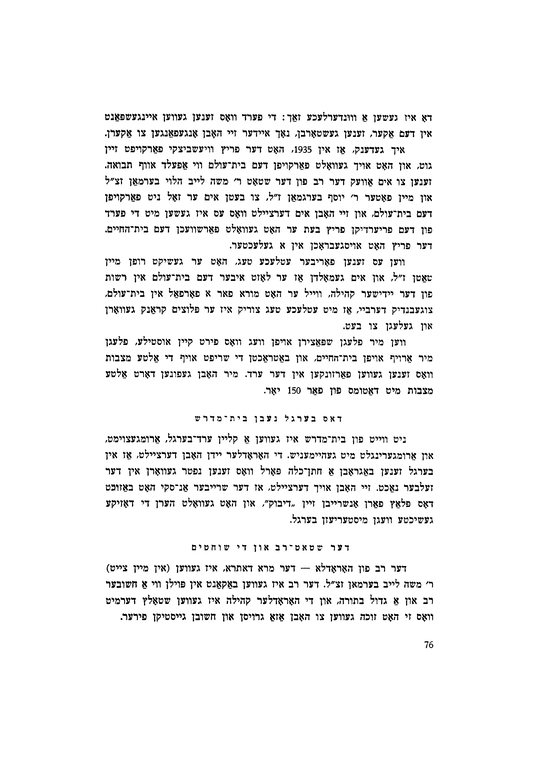 דאָ איז געשען אַ וואונדערלעכע זאַך: די פערד וואָס זענען געווען איינגעשפּאַנט
אין דעם אַקער, זענען געשטאָרבן, נאָך איידער זיי האָבן אָנגעפאַנגען צו אַקערן.
איך געדענק, אַז אין 1935, האָט דער פּריץ וויעשביצקי פאַרקויפט זיין
גוט, און האָט אויך געוואָלט פאַרקויפן דעם בית־עולם ווי אַפעלד אויף תבואה.
זענען צו אים אַוועק דער רב פון דער שטאָט ר׳ משה לייב הלוי בערמאַן זצ״ל
און מיין פאָטער ר׳ יוסף בערגמאַן ז״ל, צו בעטן אים ער זאָל ניט פאַרקויפן
דעם בית־עולם, און זיי האָבן אים דערציילט וואָס עס איז געשען מיט די פערד
פון דעם פריערדיקן פּריץ בעת ער האָט געוואָלט פאַרשוועכן דעם בית־החיים.
דער פּריץ האָט אויסגעבראָכן אין אַ געלעכטער.
ווען עס זענען פאַריבער עטלעכע טעג, האָט ער געשיקט רופן מיין
טאַטן ז״ל, און אים געמאָלדן אַז ער לאָזט איבער דעם בית־עולם אין רשות
פון דער יידישער קהילה, ווייל ער האָט מורא פאַר אַ פּאַרפאַל אין בית־עולם,
צוגעבנדיק דערביי, אַז מיט עטלעכע טעג צוריק איז ער פּלוצים קראַנק געוואָרן
און געלעגן צו בעט.
ווען מיר פלעגן שפּאַצירן אויפן וועג וואָס פירט קיין אוסטילע, פלעגן
מיר אַרויף אויפן בית־החיים, און באַטראַכטן די שריפט אויף די אַלטע מצבות
וואָס זענען געווען פאַרזונקען אין דער ערד. מיר האָבן געפונען דאָרט אַלטע
מצבות מיט דאַטומס פון פאַר 150 יאָר.
דאס בערגל נעבן בית־מדרש
ניט ווייט פון בית־מדרש איז געווען אַ קליין ערד־בערגל, אַרומגעצוימט,
און אַרומגערינגלט מיט געהיימעניש. די האָראָדלער יידן האָבן דערציילט, אַז אין
בערגל זענען באַגראָבן אַ חתן־כלה פּאָרל וואָס זענען נפטר געוואָרן אין דער
זעלבער נאַכט. זיי האָבן אויך דערציילט, אַז דער שרייבער אַנ־סקי האָט באַזוכט
דאָס פּלאַץ פאַרן אָנשרייבן זיין „דיבוק״, און האָט געוואָלט הערן די דאָזיקע
געשיכטע וועגן מיסטעריעזן בערגל.
דער שטאָט־רב און די שוחטים
דער רב פון האָראָדלאָ — דער מרא דאתרא, איז געווען (אין מיין צייט)
ר׳ משה לייב בערמאַן זצ״ל. דער רב איז געווען באַקאַנט אין פּוילן ווי אַ חשובער
רב און אַ גדול בתורה, און די האָראָדלער קהילה איז געווען שטאָלץ דערמיט
וואָס זי האָט זוכה געווען צו האָבן אַזאַ גרויסן און חשובן גייסטיקן פירער.
76